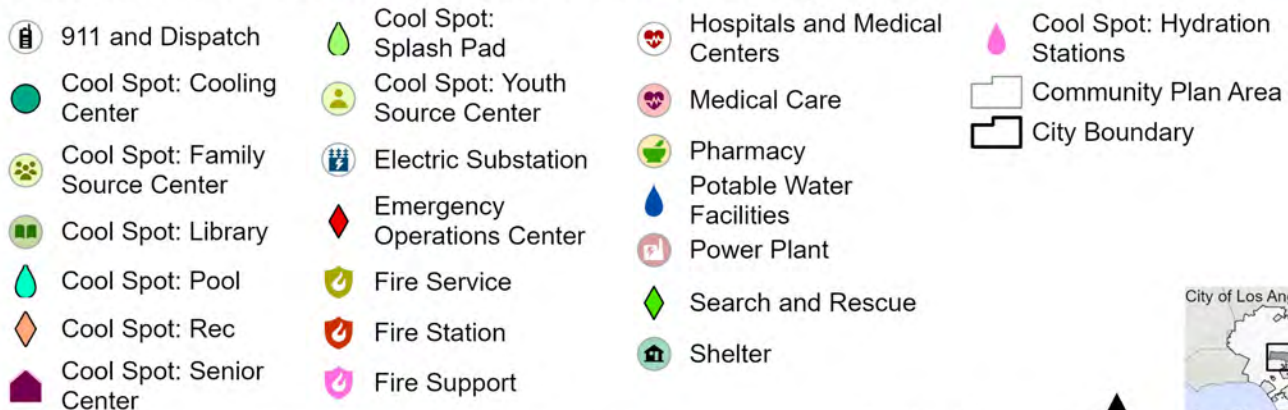 911 and Dispatch
Cool Spot: Cooling
Center
Cool Spot: Family
Source Center
Cool Spot: Library
Cool Spot: Pool
Cool Spot: Rec
Cool Spot: Senior
Center
Cool Spot:
Splash Pad
Cool Spot: Youth
Source Center
Electric Substation
Emergency
Operations Center
Fire Service
Fire Station
Fire Support
Hospitals and Medical
Centers
Medical Care
Pharmacy
Potable Water
Facilities
Power Plant
Search and Rescue
Shelter
Cool Spot: Hydration
Stations
Community Plan Area
City Boundary
City of Los